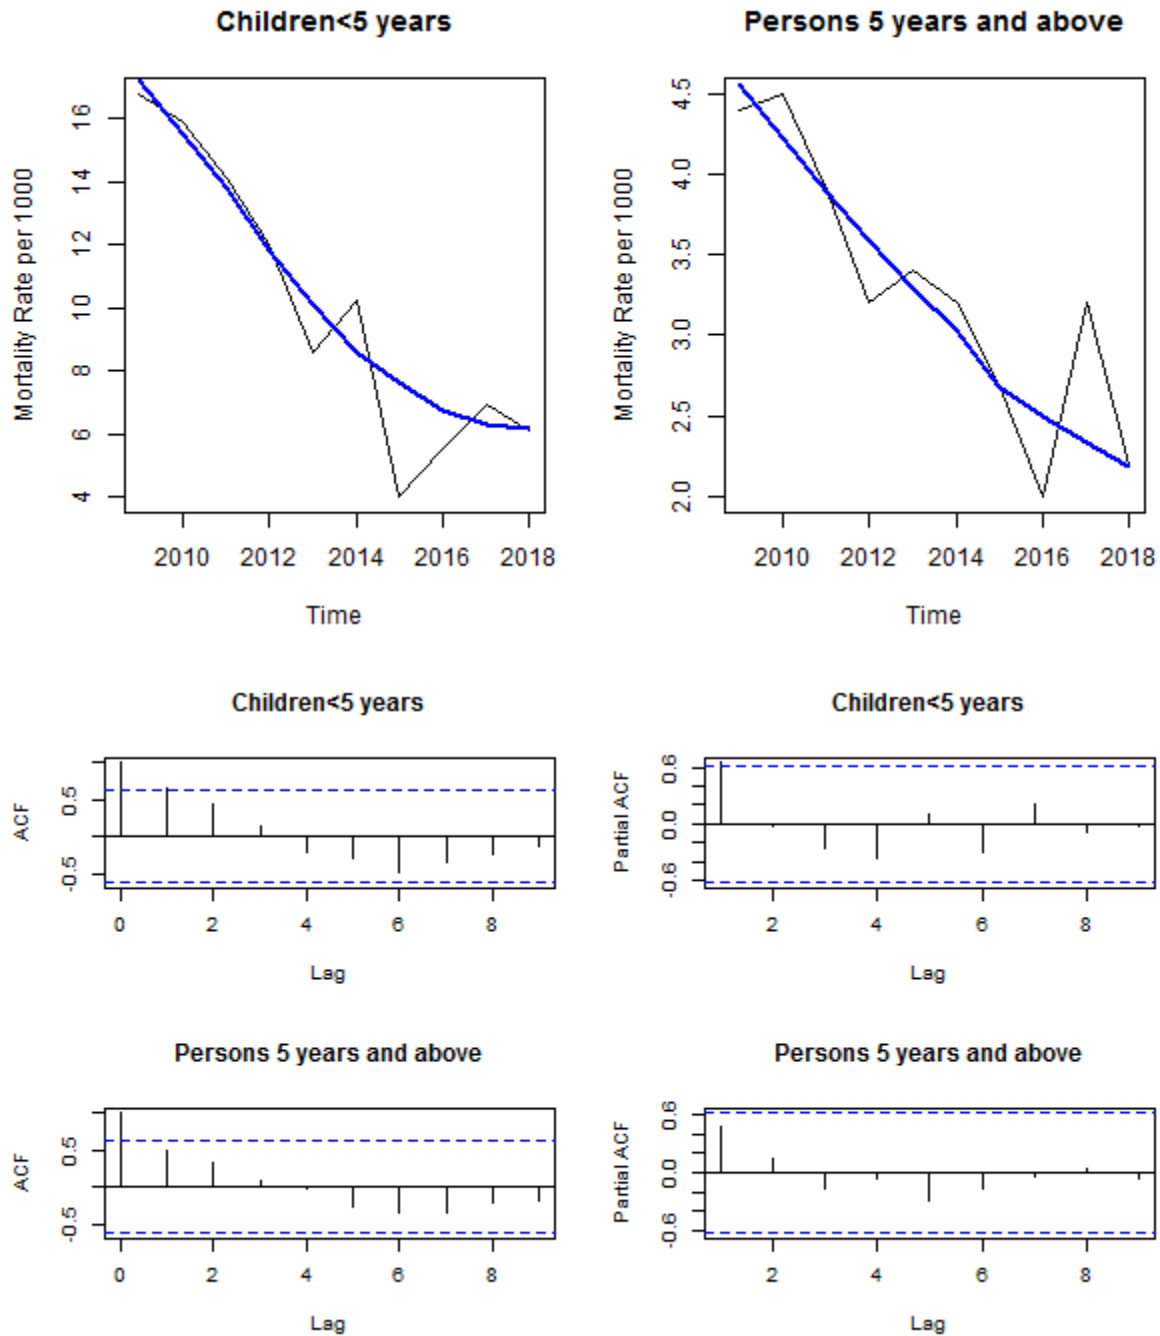 Children<5 years
Persons 5 years and above
Mortality Rate per 1000
16
14
12
10
8
6
4
2010 2012 2014 2016 2018
Time
Mortality Rate per 1000
4.5
4.0
3.5
3.0
2.5
2.0
2010 2012 2014 2016 2018
Time
Children<5 years
ACF
0.5
-0.5
0 2 4 6 8
Lag
Children<5 years
Partial ACF
0.6
0.0
-0.6
2 4 6 8
Lag
Persons 5 years and above
ACF
0.5
-0.5
0 2 4 6 8
Lag
Persons 5 years and above
Partial ACF
0.6
0.0
-0.6
2 4 6 8
Lag